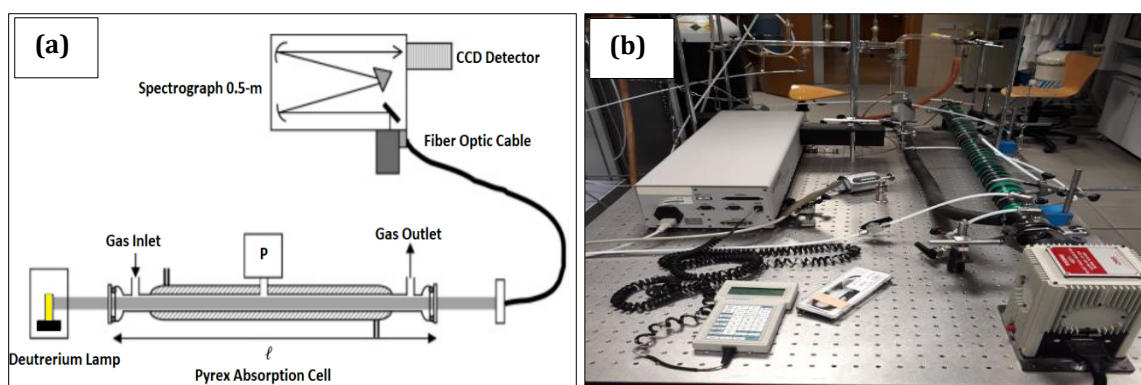 (a)
CCD Detector
Spectrograph 0.5-m
Fiber Optic Cable
Gas Inlet
P
Gas Outlet
Deutrerium Lamp
ℓ
Pyrex Absorption Cell
(b)